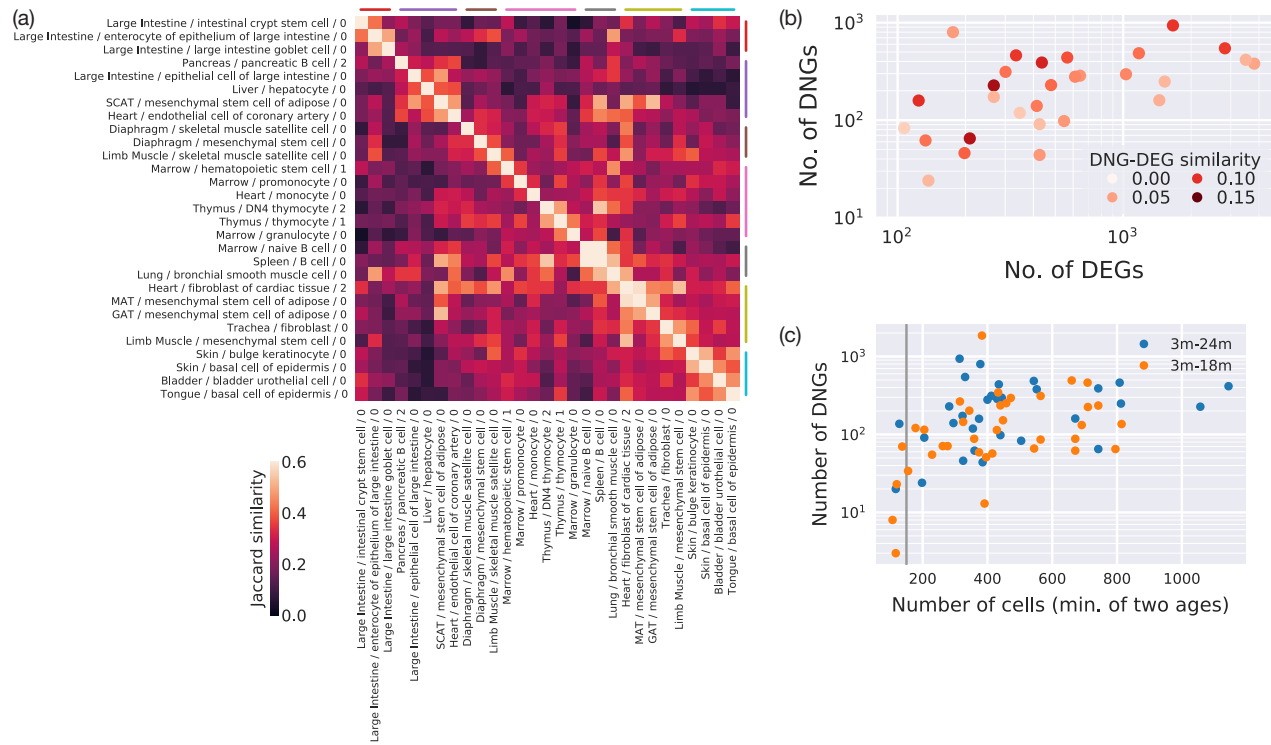 (a)
Large Intestine / intestinal crypt stem cell / 0
Large Intestine / enterocyte of epithelium of large intestine / 0
Large Intestine / large intestine goblet cell / 0
Pancreas / pancreatic B cell / 2
Large Intestine / epithelial cell of large intestine / 0
Liver / hepatocyte / 0
SCAT / mesenchymal stem cell of adipose / 0
Heart / endothelial cell of coronary artery / 0
Diaphragm / skeletal muscle satellite cell / 0
Diaphragm / mesenchymal stem cell / 0
Limb Muscle / skeletal muscle satellite cell / 0
Marrow / hematopoietic stem cell / 1
Marrow / promonocyte / 0
Heart / monocyte / 0
Thymus / DN4 thymocyte / 2
Thymus / thymocyte / 1
Marrow / granulocyte / 0
Marrow / naive B cell / 0
Spleen / B cell / 0
Lung / bronchial smooth muscle cell / 0
Heart / fibroblast of cardiac tissue / 2
MAT / mesenchymal stem cell of adipose / 0
GAT / mesenchymal stem cell of adipose / 0
Trachea / fibroblast / 0
Limb Muscle / mesenchymal stem cell / 0
Skin / bulge keratinocyte / 0
Skin / basal cell of epidermis / 0
Bladder / bladder urothelial cell / 0
Tongue / basal cell of epidermis / 0
Large Intestine / intestinal crypt stem cell / 0
Large Intestine / enterocyte of epithelium of large intestine / 0
Large Intestine / large intestine goblet cell / 0
Pancreas / pancreatic B cell / 2
Large Intestine / epithelial cell of large intestine / 0
Liver / hepatocyte / 0
SCAT / mesenchymal stem cell of adipose / 0
Heart / endothelial cell of coronary artery / 0
Diaphragm / skeletal muscle satellite cell / 0
Diaphragm / mesenchymal stem cell / 0
Limb Muscle / skeletal muscle satellite cell / 0
Marrow / hematopoietic stem cell / 1
Marrow / promonocyte / 0
Heart / monocyte / 0
Thymus / DN4 thymocyte / 2
Thymus / thymocyte / 1
Marrow / granulocyte / 0
Marrow / naive B cell / 0
Spleen / B cell / 0
Lung / bronchial smooth muscle cell / 0
Heart / fibroblast of cardiac tissue / 2
MAT / mesenchymal stem cell of adipose / 0
GAT / mesenchymal stem cell of adipose / 0
Trachea / fibroblast / 0
Limb Muscle / mesenchymal stem cell / 0
Skin / bulge keratinocyte / 0
Skin / basal cell of epidermis / 0
Bladder / bladder urothelial cell / 0
Tongue / basal cell of epidermis / 0
Jaccard similarity
0.6
0.4
0.2
0.0
(b)
No. of DNGs
10³
10²
10¹
DNG-DEG similarity
0.00 0.10
0.05 0.15
10² 10³
No. of DEGs
(c)
Number of DNGs
10³
10²
10¹
3m-24m
3m-18m
200 400 600 800 1000
Number of cells (min. of two ages)